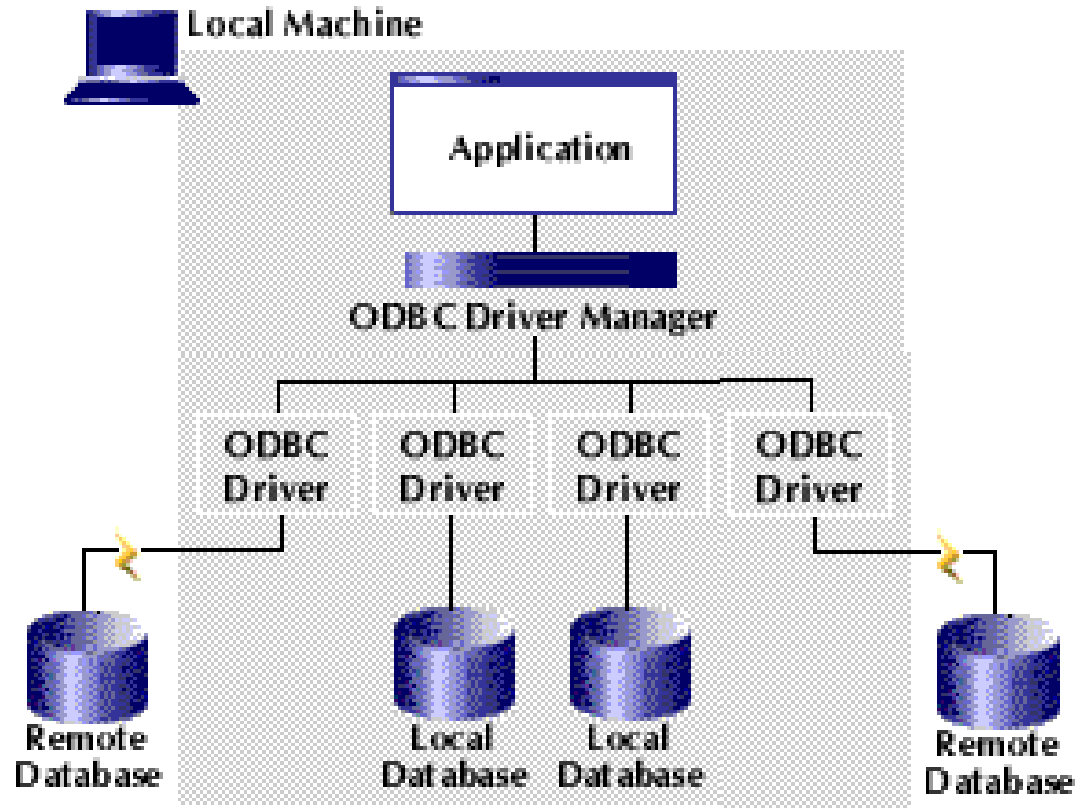 Local Machine
Application
ODBC Driver Manager
ODBC
Driver
ODBC
Driver
ODBC
Driver
ODBC
Driver
Remote
Database
Local
Database
Local
Database
Remote
Database